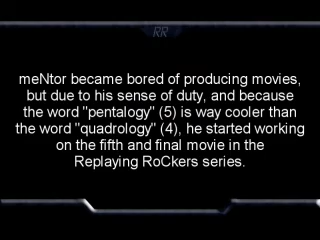 RR
meNtor became bored of producing movies,
but due to his sense of duty, and because
the word "pentalogy" (5) is way cooler than
the word "quadrology" (4), he started working
on the fifth and final movie in the
Replaying RoCkers series.